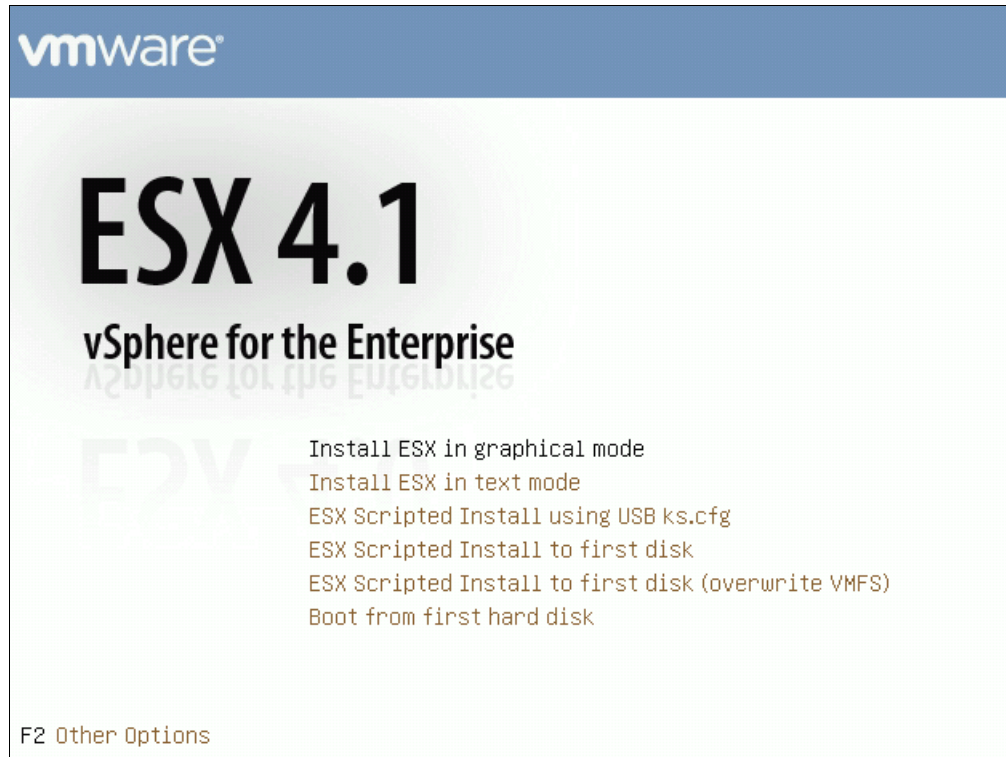 vmware®
ESX 4.1
vSphere for the Enterprise
Install ESX in graphical mode
Install ESX in text mode
ESX Scripted Install using USB ks.cfg
ESX Scripted Install to first disk
ESX Scripted Install to first disk (overwrite VMFS)
Boot from first hard disk
F2 Other Options